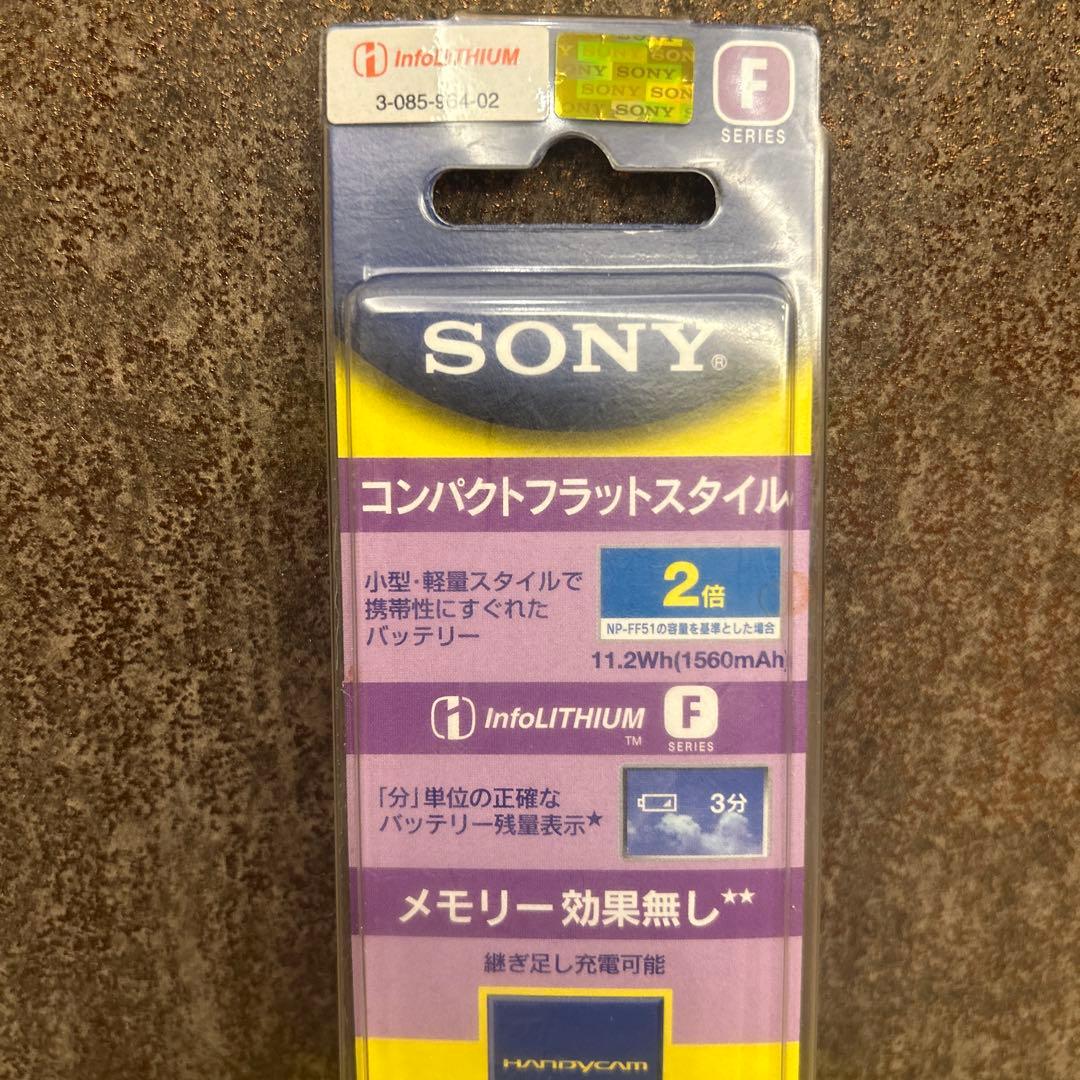 InfoLITHIUM
3-085-964-02
SONY
F
SERIES
SONY®
コンパクトフラットスタイル
小型・軽量スタイルで
携帯性にすぐれた
バッテリー
2倍
NP-FF51の容量を基準とした場合
11.2Wh(1560mAh)
InfoLITHIUM™
F
SERIES
「分」単位の正確な
バッテリー残量表示★
3分
メモリー効果無し★★
継ぎ足し充電可能
HANDYCAM